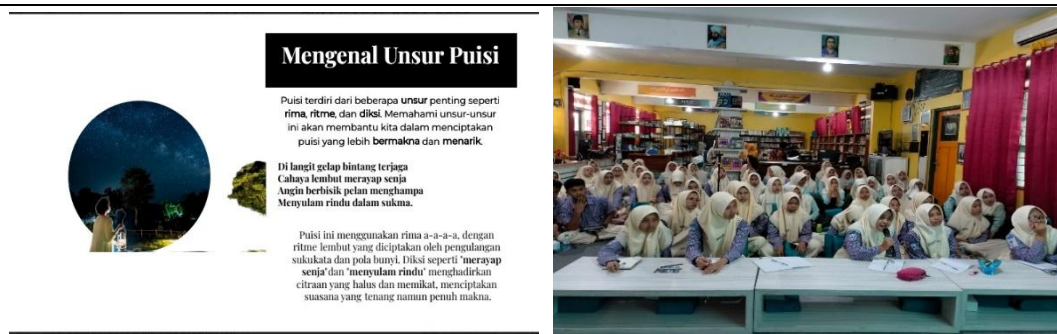 Mengenal Unsur Puisi
Puisi terdiri dari beberapa unsur penting seperti
rima, ritme, dan diksi. Memahami unsur-unsur
ini akan membantu kita dalam menciptakan
puisi yang lebih bermakna dan menarik.
Di langit gelap bintang terjaga
Cahaya lembut merayap senja
Angin berbisik pelan menghampa
Menyulam rindu dalam sukma.
Puisi ini menggunakan rima a-a-a-a, dengan
ritme lembut yang diciptakan oleh pengulangan
sukukata dan pola bunyi. Diksi seperti "merayap
senja" dan "menyulam rindu" menghadirkan
citraan yang halus dan memikat, menciptakan
suasana yang tenang namun penuh makna.